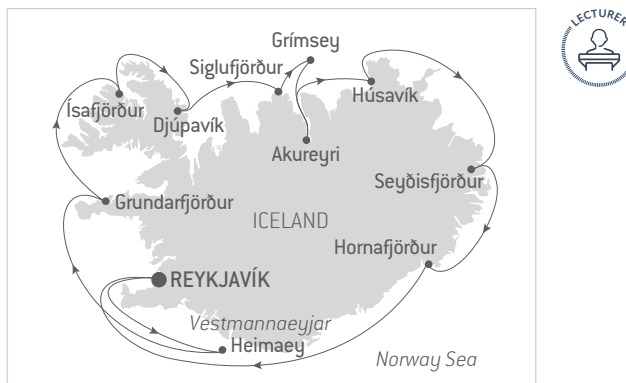 LECTURER
Grímsey
Siglufjörður
Ísafjörður
Djúpavík
Húsavík
Akureyri
Seyðisfjörður
Grundarfjörður
ICELAND
Hornafjörður
REYKJAVÍK
Vestmannaeyjar
Heimaey
Norway Sea